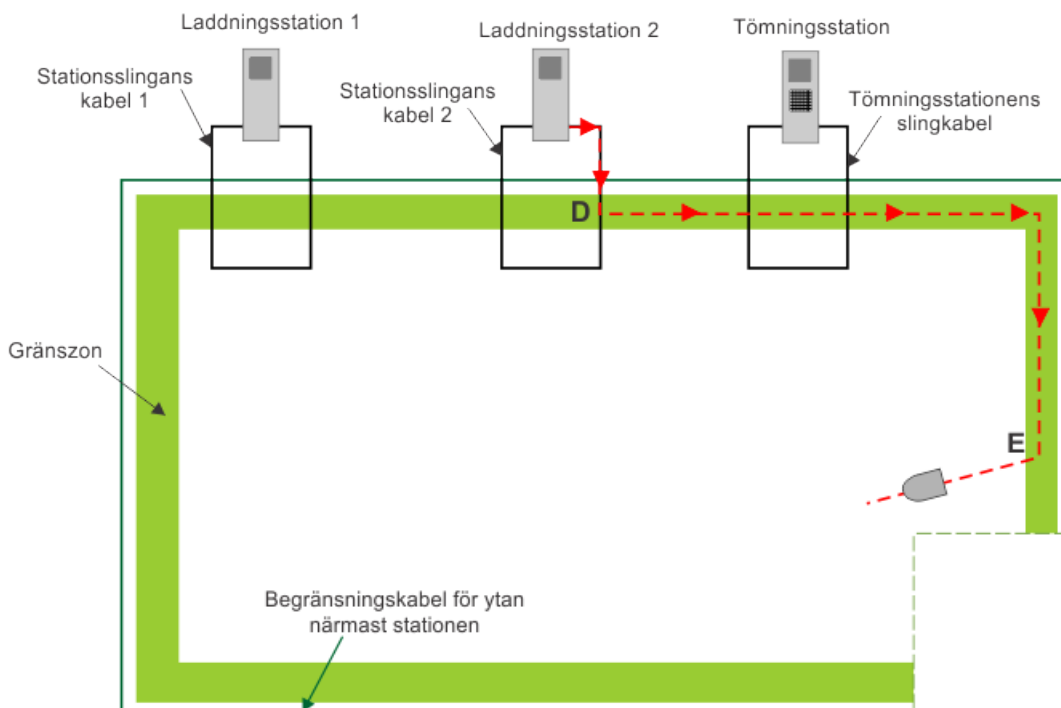 Laddningsstation 1
Laddningsstation 2
Tömningsstation
Stationsslingans
kabel 1
Stationsslingans
kabel 2
Tömningsstationens
slingkabel
D
Gränszon
E
Begränsningskabel för ytan
närmast stationen